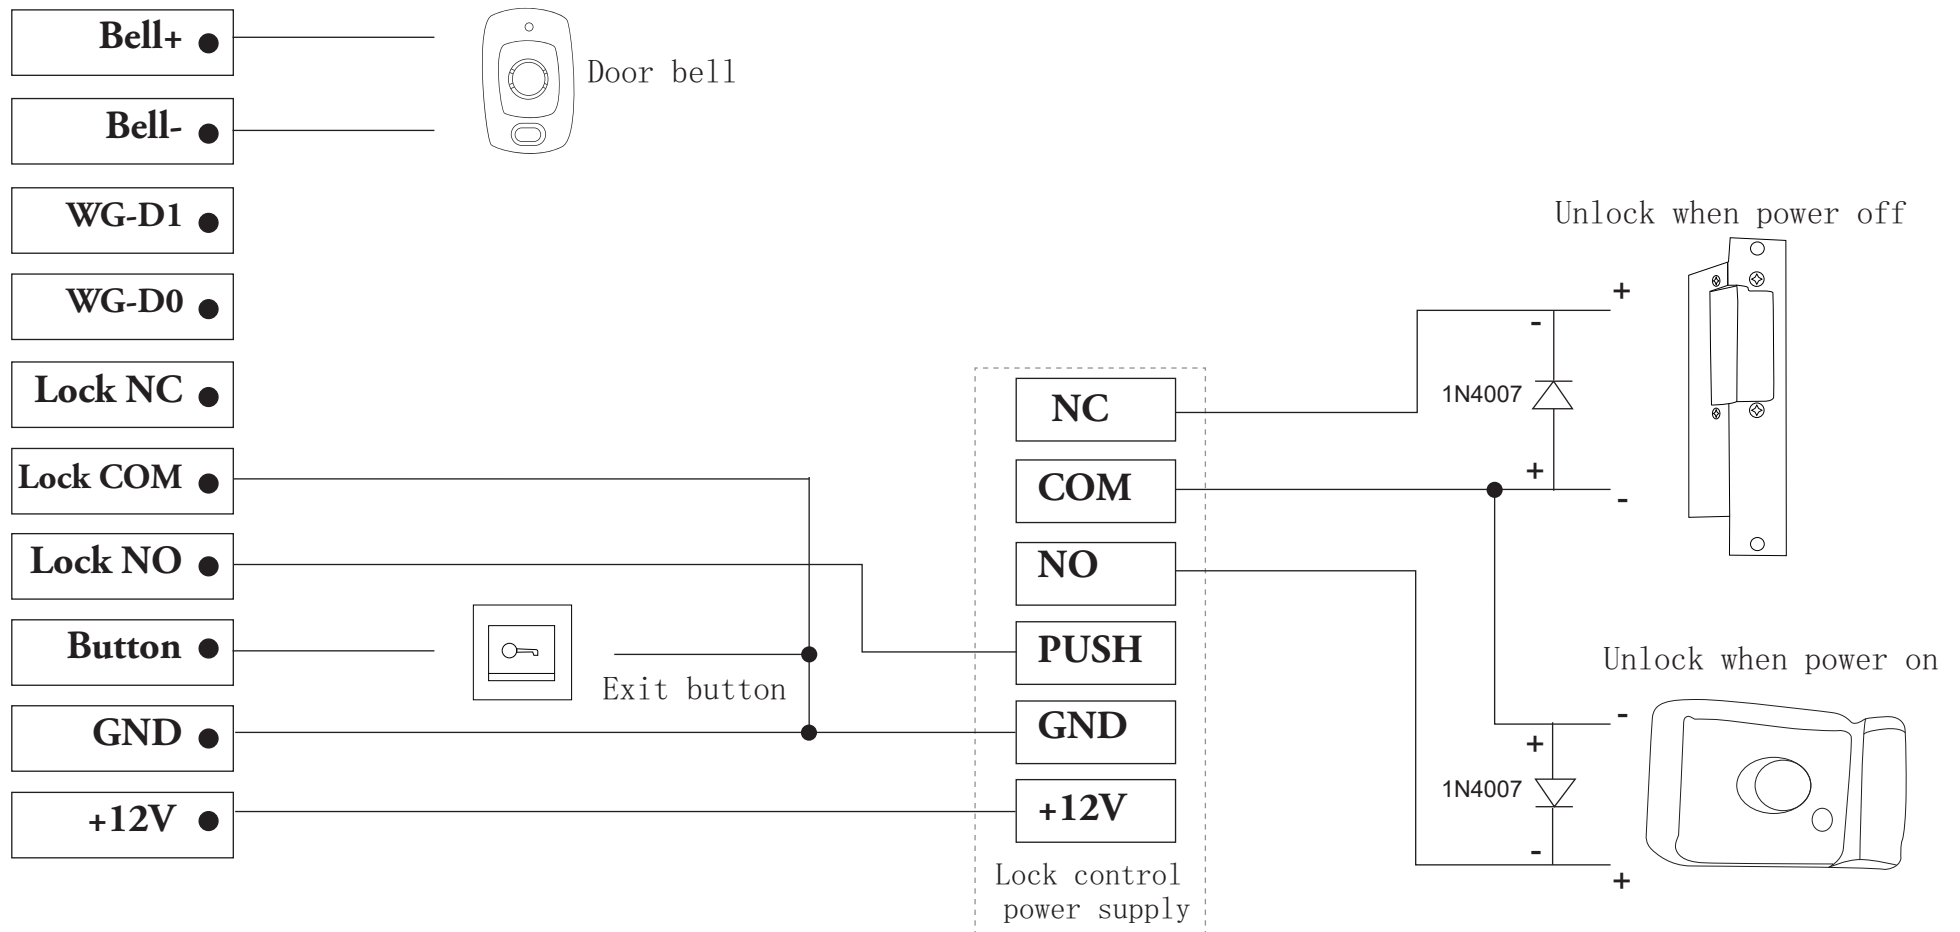 Bell+
Door bell
Bell-
WG-D1
WG-D0
Lock NC
Lock COM
Lock NO
Button
Exit button
GND
+12V
NC
COM
NO
PUSH
GND
+12V
Lock control
power supply
Unlock when power off
+
-
1N4007
+
-
Unlock when power on
-
+
1N4007
-
+